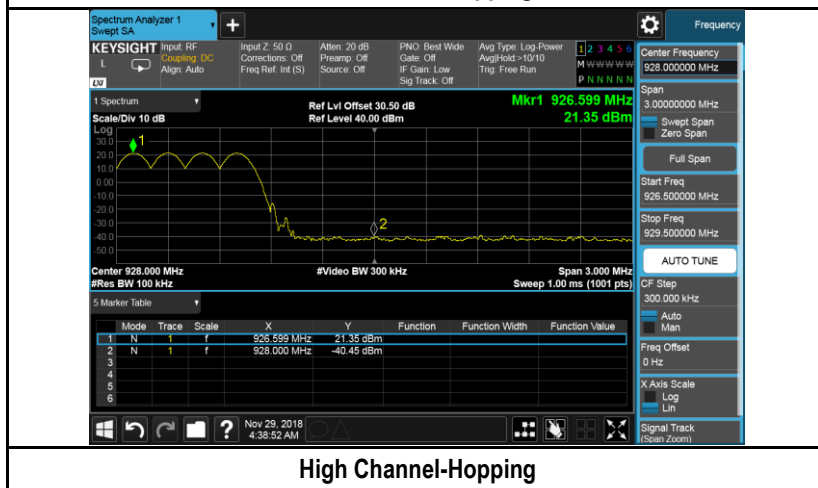 Spectrum Analyzer 1
Swept SA
+
Frequency
KEYSIGHT
L
LXI
Input: RF
Coupling: DC
Align: Auto
Input Z: 50 Ω
Corrections: Off
Freq Ref: Int (S)
Atten: 20 dB
Preamp: Off
Source: Off
PNO: Best Wide
Gate: Off
IF Gain: Low
Sig Track: Off
Avg Type: Log-Power
Avg|Hold:>10/10
Trig: Free Run
1 2 3 4 5 6
M W W W W W
P N N N N N
1 Spectrum
Scale/Div 10 dB
Ref Lvl Offset 30.50 dB
Ref Level 40.00 dBm
Mkr1 926.599 MHz
21.35 dBm
Log
30.0
20.0
10.0
0.00
-10.0
-20.0
-30.0
-40.0
-50.0
1
2
Center 928.000 MHz
#Res BW 100 kHz
#Video BW 300 kHz
Span 3.000 MHz
Sweep 1.00 ms (1001 pts)
5 Marker Table
Mode Trace Scale X Y Function Function Width Function Value
1 N 1 f 926.599 MHz 21.35 dBm
2 N 1 f 928.000 MHz -40.45 dBm
3
4
5
6
?
Nov 29, 2018
4:38:52 AM
Center Frequency
928.000000 MHz
Span
3.00000000 MHz
Swept Span
Zero Span
Full Span
Start Freq
926.500000 MHz
Stop Freq
929.500000 MHz
AUTO TUNE
CF Step
300.000 kHz
Auto
Man
Freq Offset
0 Hz
X Axis Scale
Log
Lin
Signal Track
(Span Zoom)
High Channel-Hopping